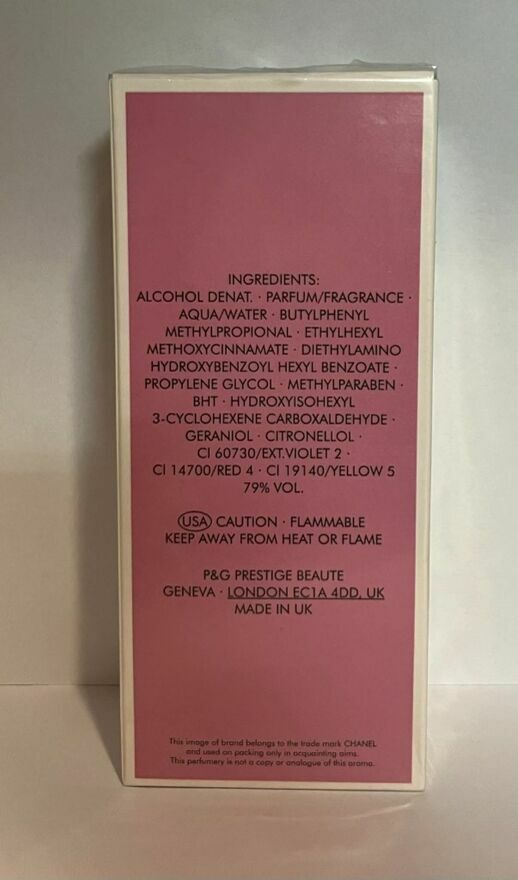 INGREDIENTS:
ALCOHOL DENAT. · PARFUM/FRAGRANCE ·
AQUA/WATER · BUTYLPHENYL
METHYLPROPIONAL · ETHYLHEXYL
METHOXYCINNAMATE · DIETHYLAMINO
HYDROXYBENZOYL HEXYL BENZOATE ·
PROPYLENE GLYCOL · METHYLPARABEN ·
BHT · HYDROXYISOHEXYL
3-CYCLOHEXENE CARBOXALDEHYDE ·
GERANIOL · CITRONELLOL ·
CI 60730/EXT.VIOLET 2 ·
CI 14700/RED 4 · CI 19140/YELLOW 5
79% VOL.
USA CAUTION · FLAMMABLE
KEEP AWAY FROM HEAT OR FLAME
P&G PRESTIGE BEAUTE
GENEVA · LONDON EC1A 4DD, UK
MADE IN UK
This image of brand belongs to the trade mark CHANEL
and used on packing only in acquainting aims.
This perfumery is not a copy or analogue of this aroma.